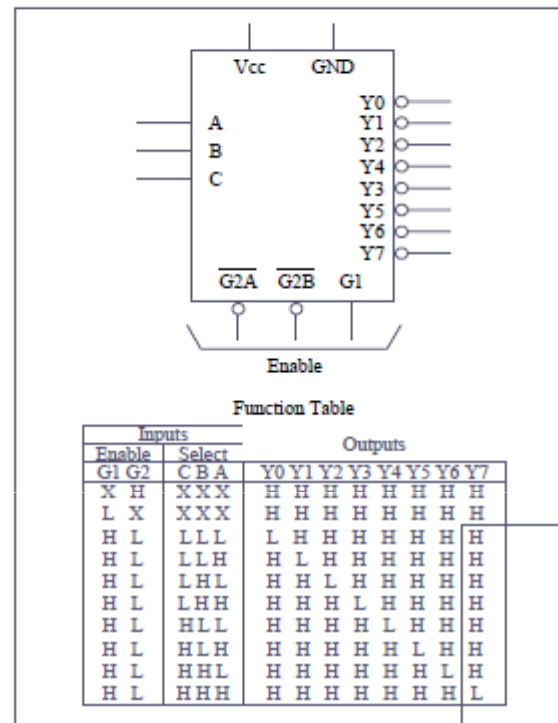 Vcc GND
Y0
A Y1
B Y2
C Y4
Y3
Y5
Y6
Y7
G2A G2B G1
Enable
Function Table
Inputs Outputs
Enable Select
G1 G2 C B A Y0 Y1 Y2 Y3 Y4 Y5 Y6 Y7
X H X X X H H H H H H H H
L X X X X H H H H H H H H
H L L L L L H H H H H H H
H L L L H H L H H H H H H
H L L H L H H L H H H H H
H L L H H H H H L H H H H
H L H L L H H H H L H H H
H L H L H H H H H H L H H
H L H H L H H H H H H L H
H L H H H H H H H H H H L